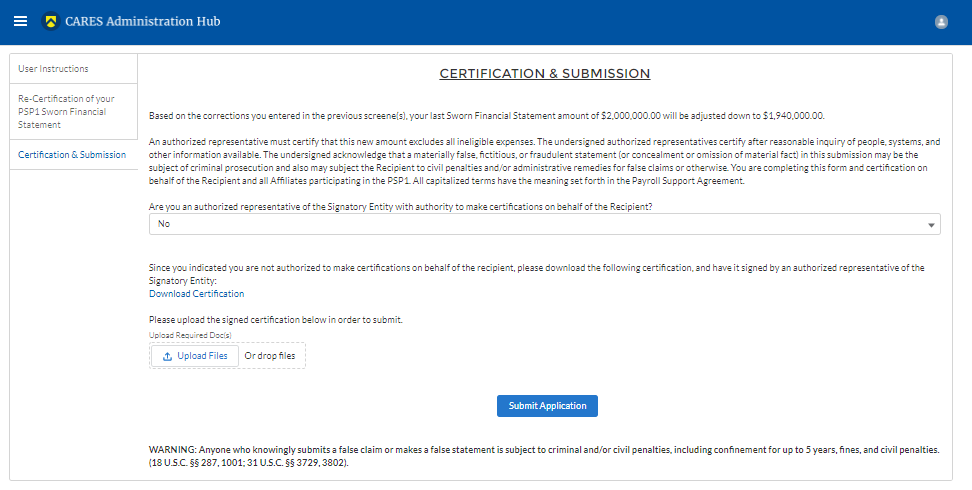 CARES Administration Hub
User Instructions
Re-Certification of your
PSP1 Sworn Financial
Statement
Certification & Submission
CERTIFICATION & SUBMISSION
Based on the corrections you entered in the previous screene(s), your last Sworn Financial Statement amount of $2,000,000.00 will be adjusted down to $1,940,000.00.
An authorized representative must certify that this new amount excludes all ineligible expenses. The undersigned authorized representatives certify after reasonable inquiry of people, systems, and
other information available. The undersigned acknowledge that a materially false, fictitious, or fraudulent statement (or concealment or omission of material fact) in this submission may be the
subject of criminal prosecution and also may subject the Recipient to civil penalties and/or administrative remedies for false claims or otherwise. You are completing this form and certification on
behalf of the Recipient and all Affiliates participating in the PSP1. All capitalized terms have the meaning set forth in the Payroll Support Agreement.
Are you an authorized representative of the Signatory Entity with authority to make certifications on behalf of the Recipient?
No
Since you indicated you are not authorized to make certifications on behalf of the recipient, please download the following certification, and have it signed by an authorized representative of the
Signatory Entity:
Download Certification
Please upload the signed certification below in order to submit.
Upload Required Doc(s)
Upload Files Or drop files
Submit Application
WARNING: Anyone who knowingly submits a false claim or makes a false statement is subject to criminal and/or civil penalties, including confinement for up to 5 years, fines, and civil penalties.
(18 U.S.C. §§ 287, 1001; 31 U.S.C. §§ 3729, 3802).